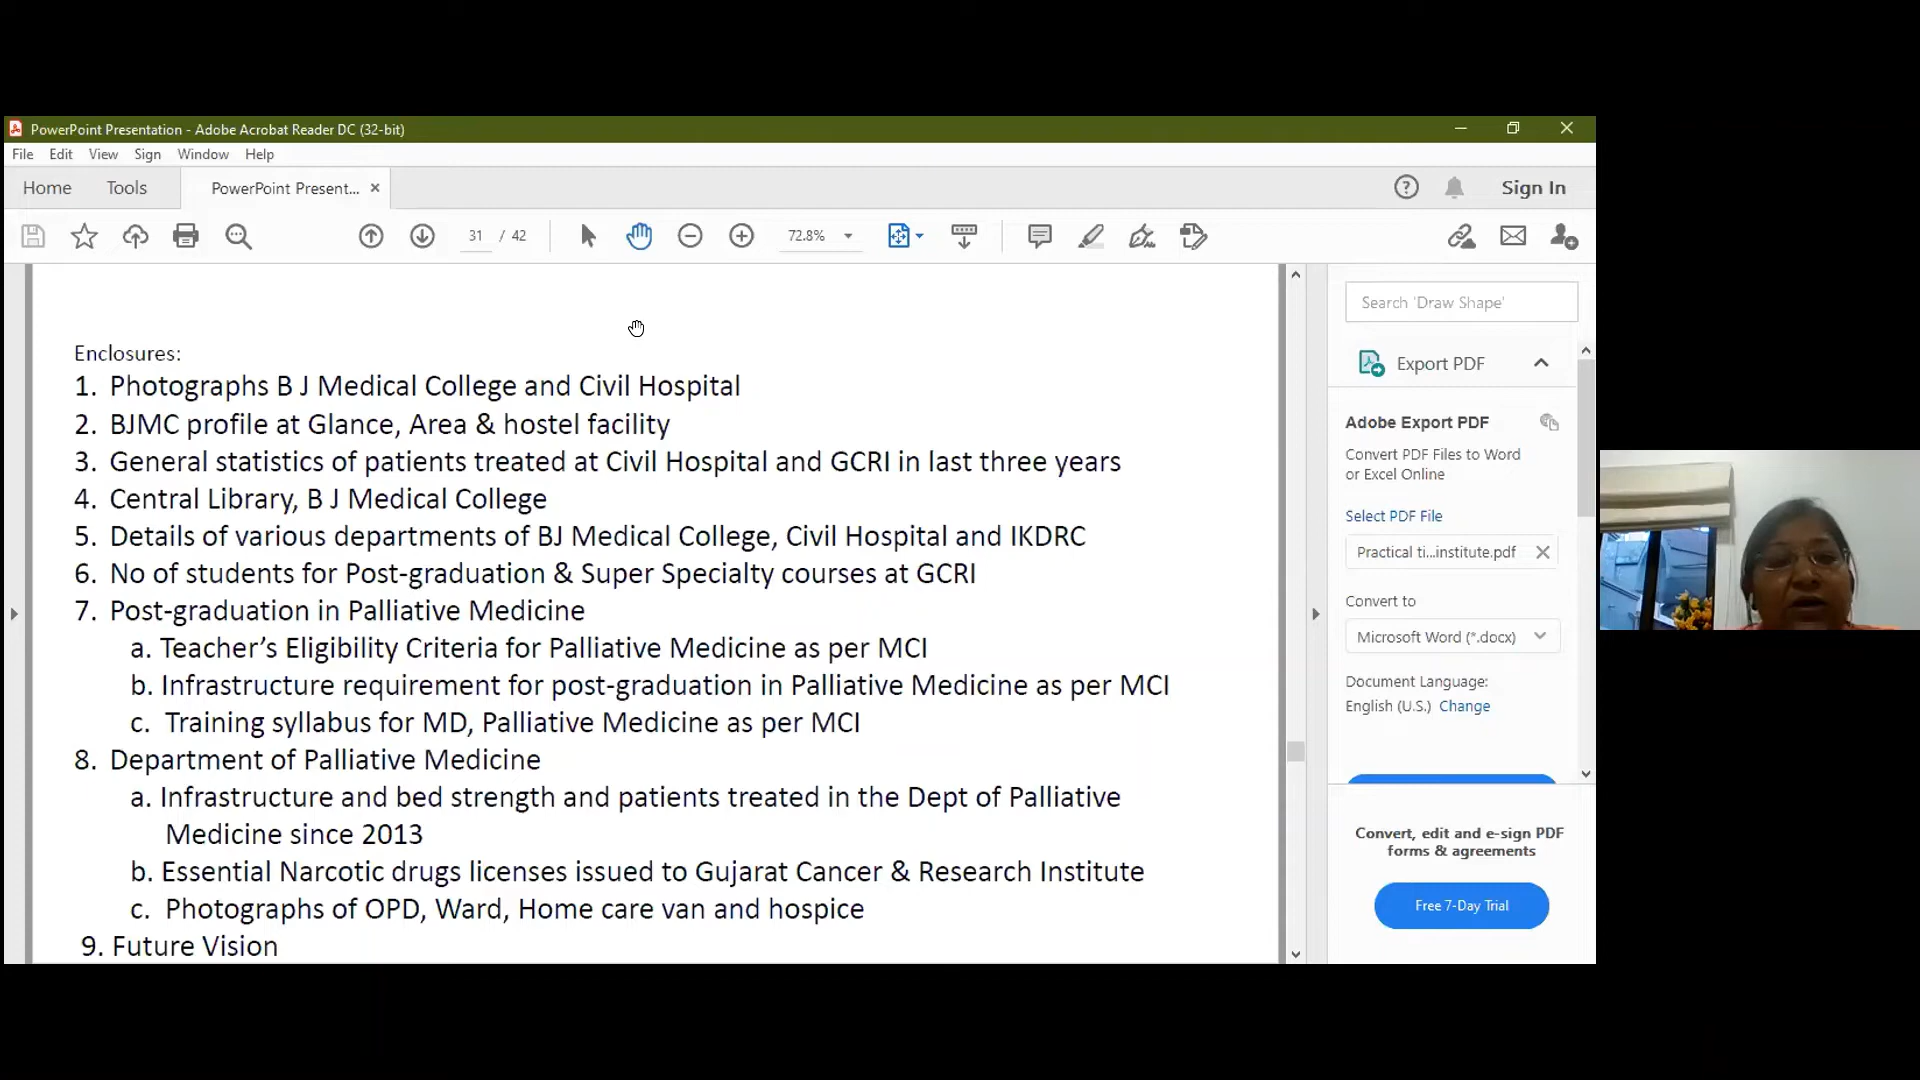 PowerPoint Presentation - Adobe Acrobat Reader DC (32-bit)
File Edit View Sign Window Help
Home Tools PowerPoint Present... Sign In
31 / 42 72.8%
Search 'Draw Shape'
Enclosures:
1. Photographs B J Medical College and Civil Hospital
2. BJMC profile at Glance, Area & hostel facility
3. General statistics of patients treated at Civil Hospital and GCRI in last three years
4. Central Library, B J Medical College
5. Details of various departments of BJ Medical College, Civil Hospital and IKDRC
6. No of students for Post-graduation & Super Specialty courses at GCRI
7. Post-graduation in Palliative Medicine
a. Teacher’s Eligibility Criteria for Palliative Medicine as per MCI
b. Infrastructure requirement for post-graduation in Palliative Medicine as per MCI
c. Training syllabus for MD, Palliative Medicine as per MCI
8. Department of Palliative Medicine
a. Infrastructure and bed strength and patients treated in the Dept of Palliative
Medicine since 2013
b. Essential Narcotic drugs licenses issued to Gujarat Cancer & Research Institute
c. Photographs of OPD, Ward, Home care van and hospice
9. Future Vision
Export PDF
Adobe Export PDF
Convert PDF Files to Word
or Excel Online
Select PDF File
Practical ti...institute.pdf
Convert to
Microsoft Word (*.docx)
Document Language:
English (U.S.) Change
Convert, edit and e-sign PDF
forms & agreements
Free 7-Day Trial